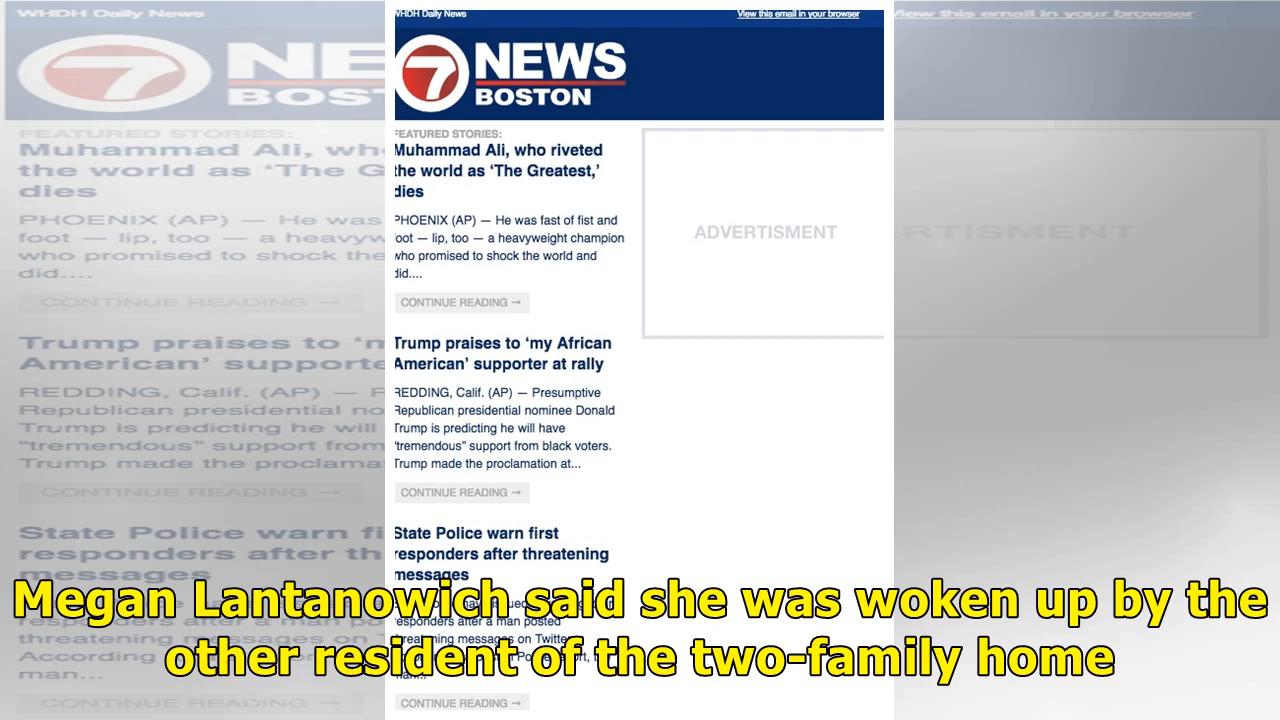 WHDH Daily News
View this email in your browser
7 NEWS
BOSTON
FEATURED STORIES:
Muhammad Ali, who riveted
the world as ‘The Greatest,’
dies
PHOENIX (AP) — He was fast of fist and
foot — lip, too — a heavyweight champion
who promised to shock the world and
did....
CONTINUE READING →
ADVERTISMENT
Trump praises to ‘my African
American’ supporter at rally
REDDING, Calif. (AP) — Presumptive
Republican presidential nominee Donald
Trump is predicting he will have
“tremendous” support from black voters.
Trump made the proclamation at...
CONTINUE READING →
State Police warn first
responders after threatening
messages
responders after a man posted
threatening messages on Twitter
man...
CONTINUE READING →
Megan Lantanowich said she was woken up by the
other resident of the two-family home